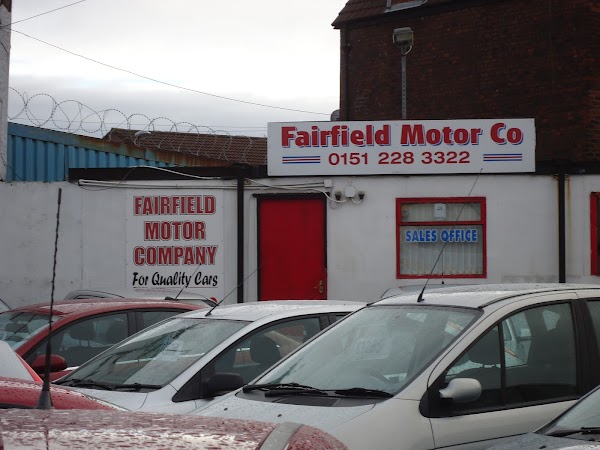 Fairfield Motor Co
0151 228 3322
FAIRFIELD
MOTOR
COMPANY
For Quality Cars
SALES OFFICE